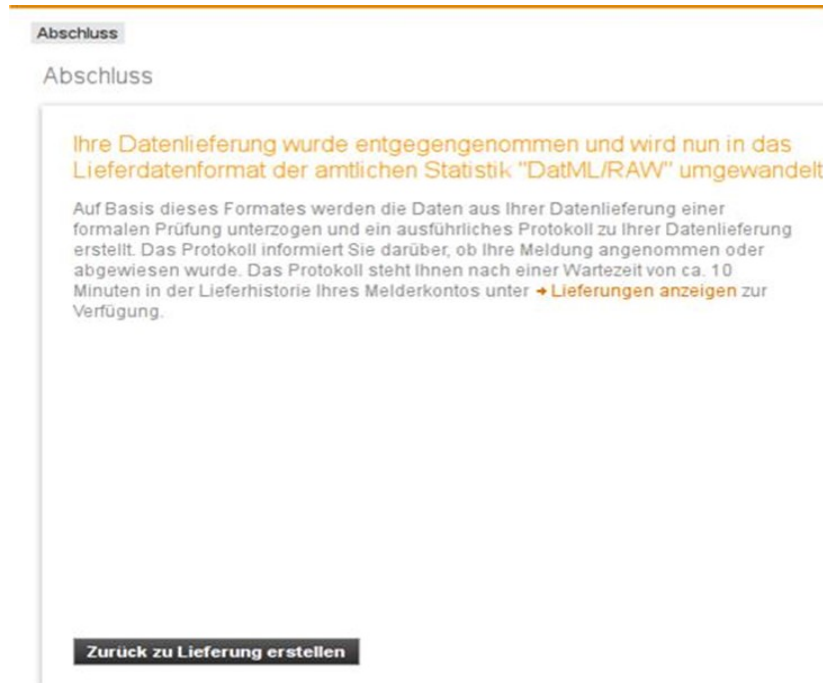 Abschluss
Abschluss
Ihre Datenlieferung wurde entgegengenommen und wird nun in das
Lieferdatenformat der amtlichen Statistik "DatML/RAW" umgewandelt
Auf Basis dieses Formates werden die Daten aus Ihrer Datenlieferung einer
formalen Prüfung unterzogen und ein ausführliches Protokoll zu Ihrer Datenlieferung
erstellt. Das Protokoll informiert Sie darüber, ob Ihre Meldung angenommen oder
abgewiesen wurde. Das Protokoll steht Ihnen nach einer Wartezeit von ca. 10
Minuten in der Lieferhistorie Ihres Melderkontos unter → Lieferungen anzeigen zur
Verfügung.
Zurück zu Lieferung erstellen